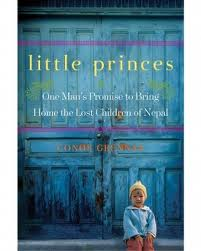 little princes
One Man's Promise to Bring
Home the Lost Children of Nepal
CONOR GRENNAN